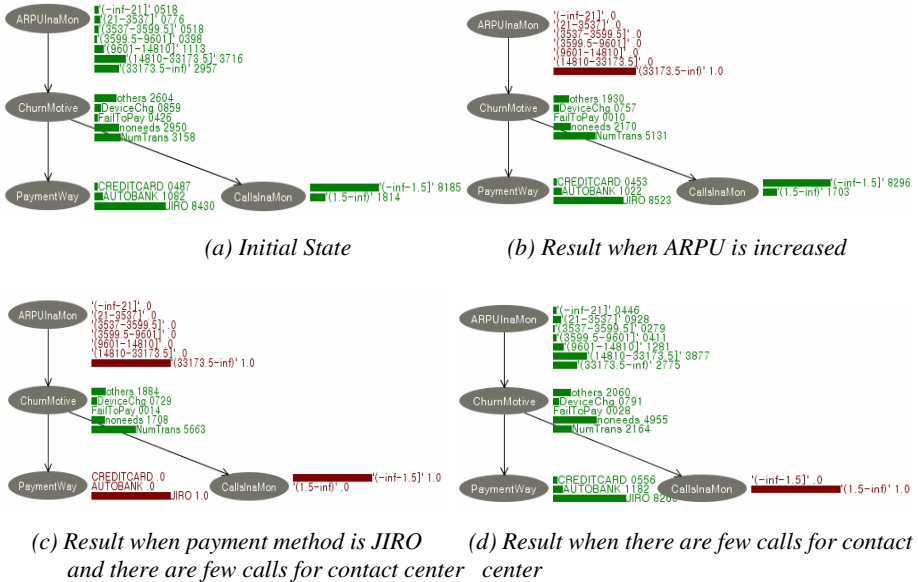 ARPUInaMon
'(-inf-21]' 0518
'(21-3537]' 0776
'(3537-3599.5]' 0518
'(3599.5-9601]' 0398
'(9601-14810]' 1113
'(14810-33173.5]' 3716
'(33173.5-inf)' 2957
ChurnMotive
others 2604
DeviceChg 0859
FailToPay 0426
noneeds 2950
NumTrans 3158
PaymentWay
CREDITCARD 0487
AUTOBANK 1082
JIRO 8430
CallsInaMon
'(-inf-1.5]' 8185
'(1.5-inf)' 1814
(a) Initial State
ARPUInaMon
'(-inf-21]' .0
'(21-3537]' .0
'(3537-3599.5]' .0
'(3599.5-9601]' .0
'(9601-14810]' .0
'(14810-33173.5]' .0
'(33173.5-inf)' 1.0
ChurnMotive
others 1930
DeviceChg 0757
FailToPay 0010
noneeds 2170
NumTrans 5131
PaymentWay
CREDITCARD 0453
AUTOBANK 1022
JIRO 8523
CallsInaMon
'(-inf-1.5]' 8296
'(1.5-inf)' 1703
(b) Result when ARPU is increased
ARPUInaMon
'(-inf-21]' .0
'(21-3537]' .0
'(3537-3599.5]' .0
'(3599.5-9601]' .0
'(9601-14810]' .0
'(14810-33173.5]' .0
'(33173.5-inf)' 1.0
ChurnMotive
others 1884
DeviceChg 0729
FailToPay 0014
noneeds 1708
NumTrans 5663
PaymentWay
CREDITCARD .0
AUTOBANK .0
JIRO 1.0
CallsInaMon
'(-inf-1.5]' 1.0
'(1.5-inf)' .0
(c) Result when payment method is JIRO
and there are few calls for contact center
ARPUInaMon
'(-inf-21]' 0446
'(21-3537]' 0928
'(3537-3599.5]' 0279
'(3599.5-9601]' 0411
'(9601-14810]' 1281
'(14810-33173.5]' 3877
'(33173.5-inf)' 2775
ChurnMotive
others 2060
DeviceChg 0791
FailToPay 0028
noneeds 4955
NumTrans 2164
PaymentWay
CREDITCARD 0556
AUTOBANK 1182
JIRO
CallsInaMon
'(-inf-1.5]' .0
'(1.5-inf)' 1.0
(d) Result when there are few calls for contact
center